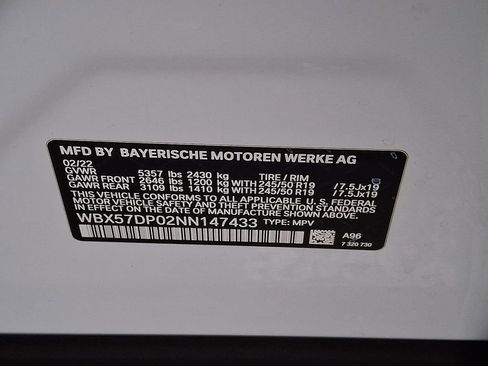 MFD BY BAYERISCHE MOTOREN WERKE AG
02/22
GVWR 5357 lbs 2430 kg TIRE / RIM
GAWR FRONT 2646 lbs 1200 kg WITH 245/50 R19 /7.5Jx19
GAWR REAR 3109 lbs 1410 kg WITH 245/50 R19 /7.5Jx19
THIS VEHICLE CONFORMS TO ALL APPLICABLE U.S. FEDERAL
MOTOR VEHICLE SAFETY AND THEFT PREVENTION
STANDARDS IN EFFECT ON THE DATE OF MANUFACTURE SHOWN ABOVE.
WBX57DP02NN147433 TYPE: MPV
A96
7 320 730